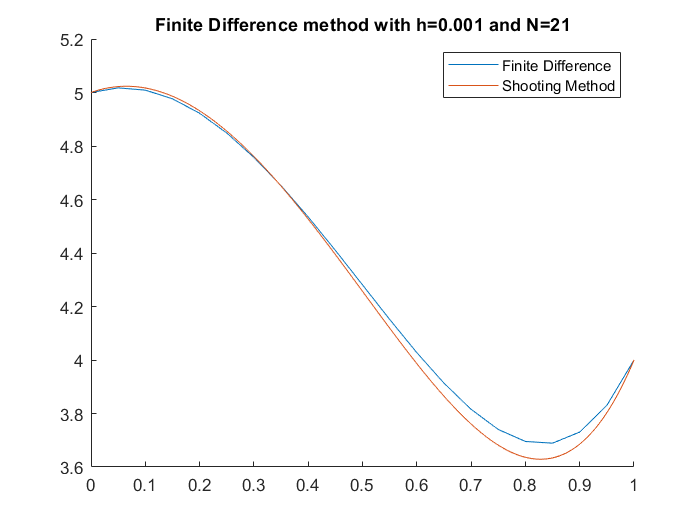 Finite Difference method with h=0.001 and N=21
Finite Difference
Shooting Method
5.2
5
4.8
4.6
4.4
4.2
4
3.8
3.6
0 0.1 0.2 0.3 0.4 0.5 0.6 0.7 0.8 0.9 1